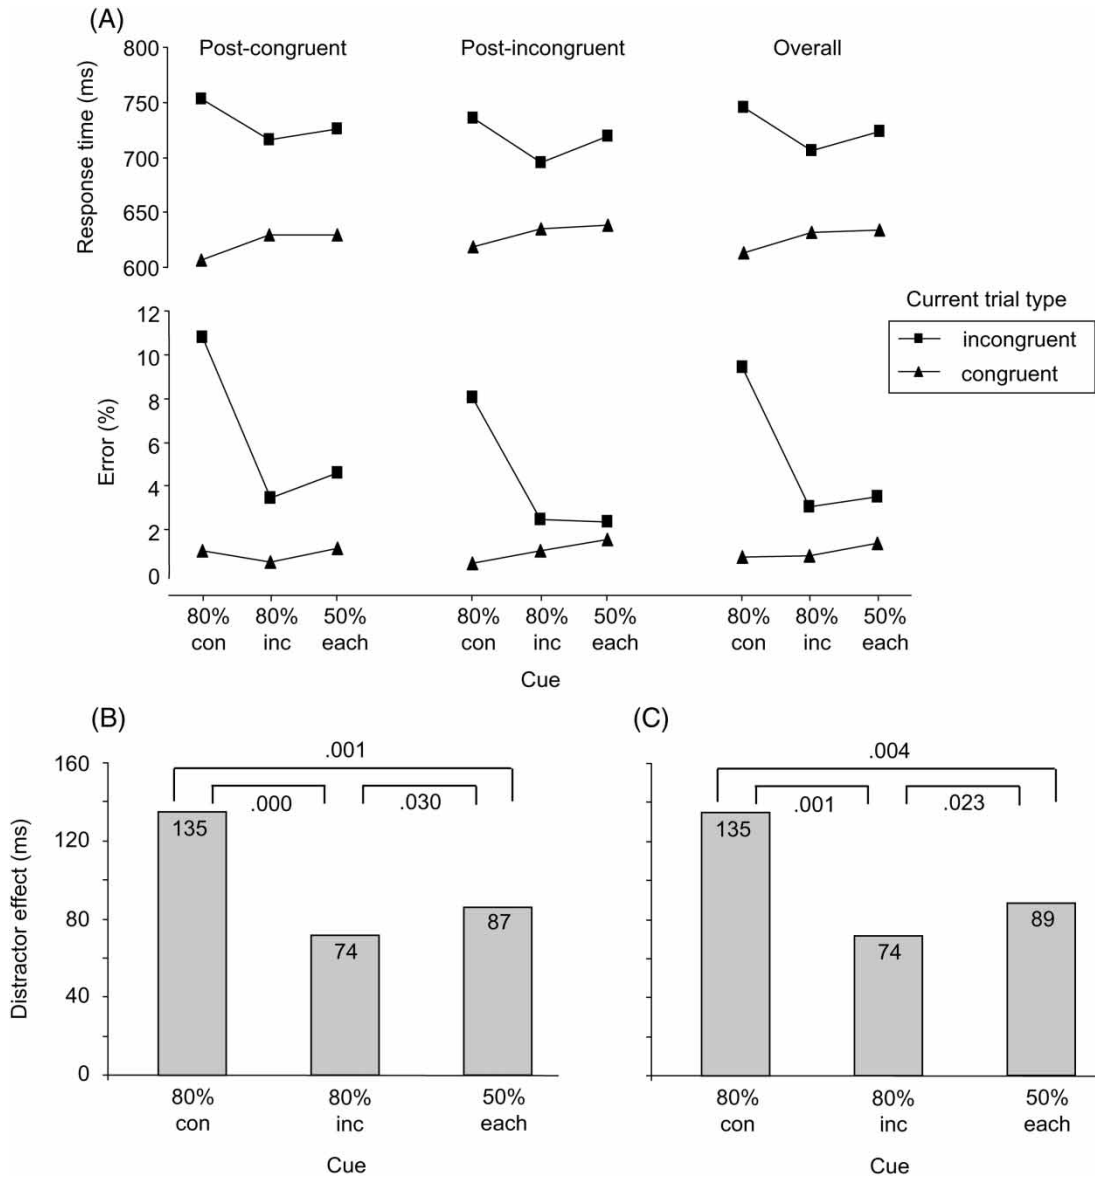 (A)
Post-congruent
Post-incongruent
Overall
Response time (ms)
800
750
700
650
600
Error (%)
12
10
8
6
4
2
0
Current trial type
incongruent
congruent
80% con
80% inc
50% each
80% con
80% inc
50% each
80% con
80% inc
50% each
Cue
(B)
Distractor effect (ms)
160
120
80
40
0
.001
.000
.030
135
74
87
80% con
80% inc
50% each
Cue
(C)
.004
.001
.023
135
74
89
80% con
80% inc
50% each
Cue